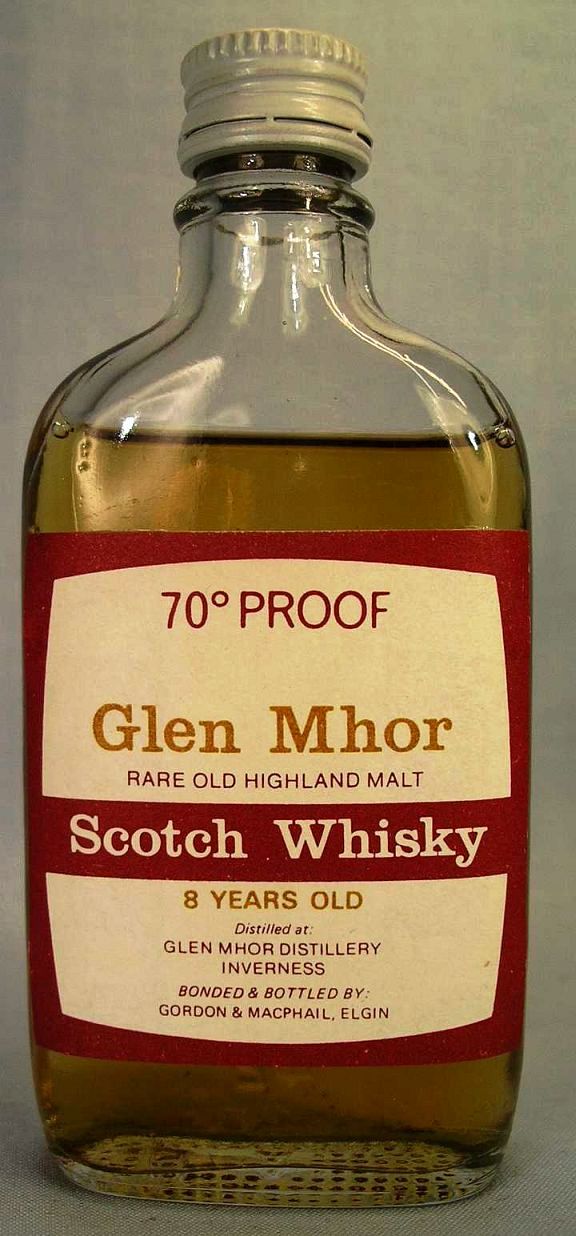 70° PROOF
Glen Mhor
RARE OLD HIGHLAND MALT
Scotch Whisky
8 YEARS OLD
Distilled at:
GLEN MHOR DISTILLERY
INVERNESS
BONDED & BOTTLED BY:
GORDON & MACPHAIL, ELGIN